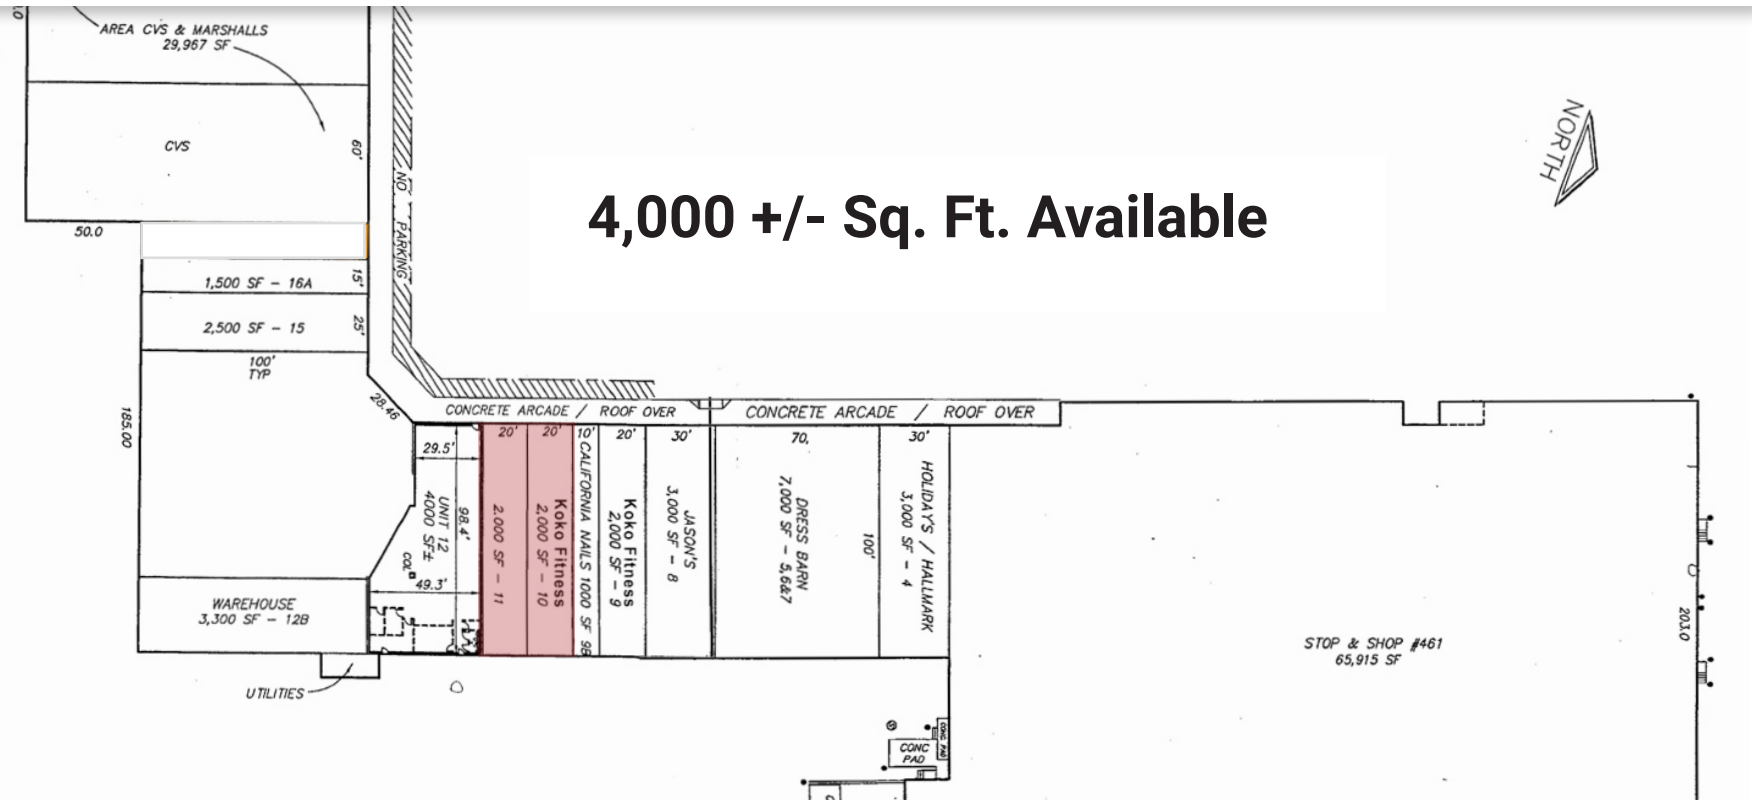 AREA CVS & MARSHALLS
29,967 SF
CVS
60'
50.0
NO PARKING
NORTH
4,000 +/- Sq. Ft. Available
1,500 SF - 16A
15'
2,500 SF - 15
25'
100'
TYP
28.46
185.00
CONCRETE ARCADE / ROOF OVER
CONCRETE ARCADE / ROOF OVER
29.5'
UNIT 12
4000 SF±
98.4'
COL
49.3'
20'
2.000 SF - 11
20'
Koko Fitness
2,000 SF - 10
10'
CALIFORNIA NAILS 1000 SF 9B
20'
Koko Fitness
2,000 SF - 9
30'
JASON'S
3,000 SF - 8
70,
DRESS BARN
7,000 SF - 5,6&7
100'
30'
HOLIDAY'S / HALLMARK
3,000 SF - 4
WAREHOUSE
3,300 SF - 12B
UTILITIES
STOP & SHOP #461
65,915 SF
203.0
CONC
PAD
CONC PAD